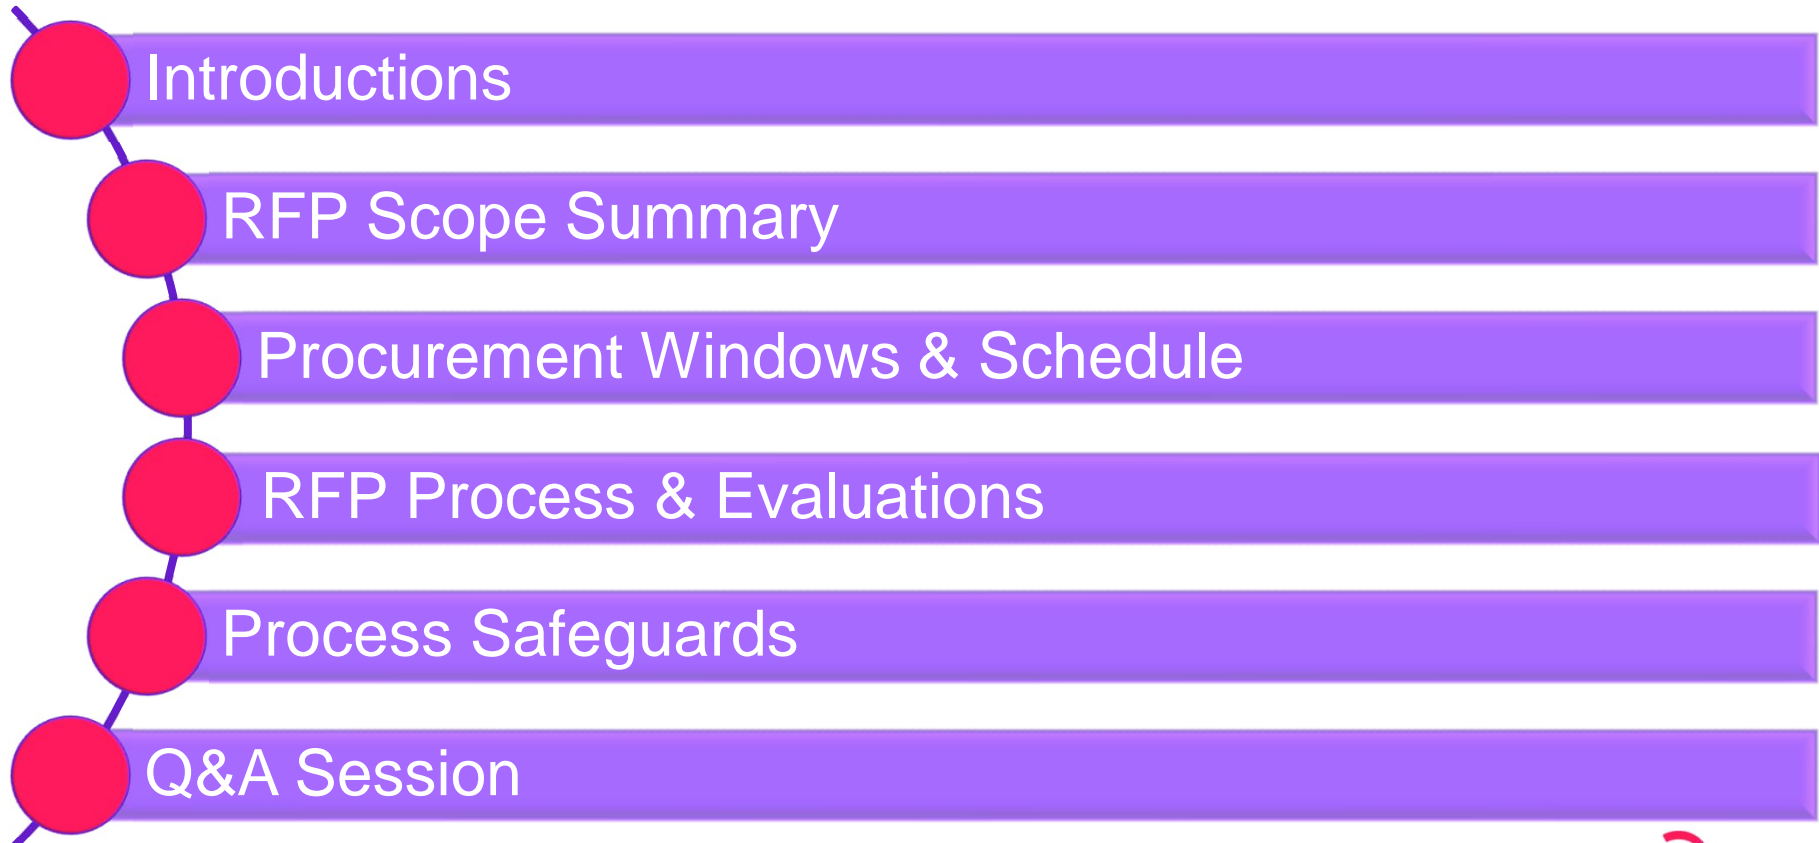 Introductions
RFP Scope Summary
Procurement Windows & Schedule
RFP Process & Evaluations
Process Safeguards
Q&A Session